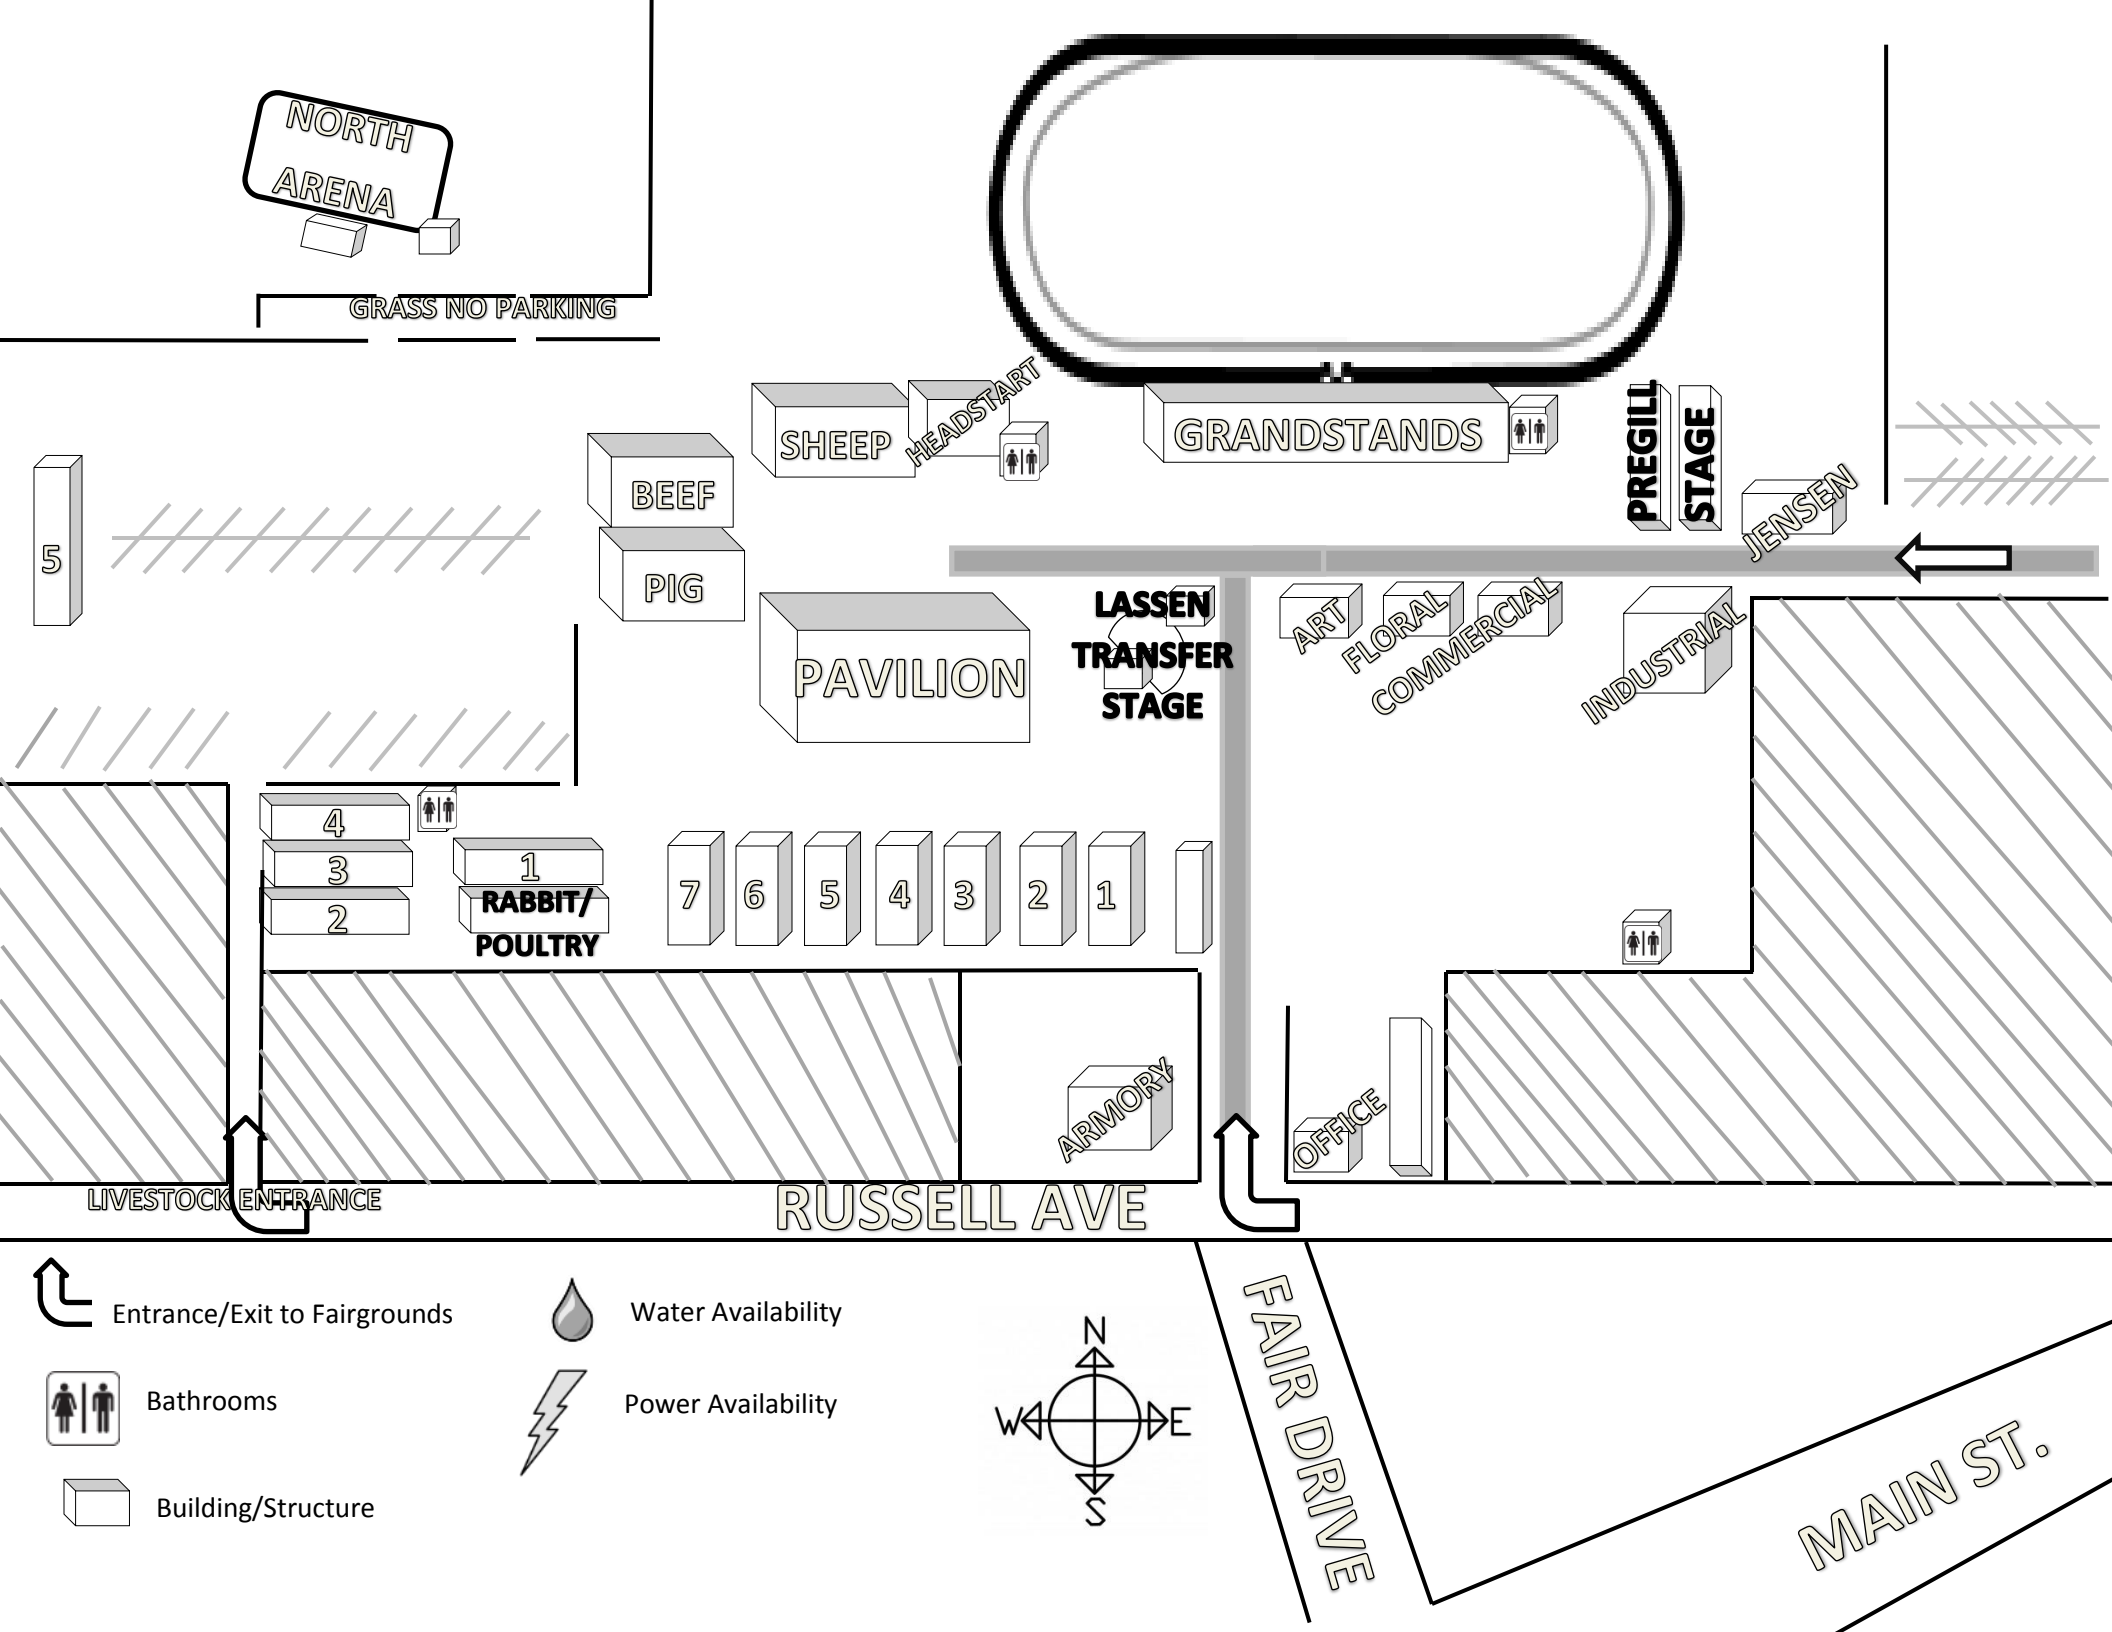 NORTH
ARENA
GRASS NO PARKING
HEADSTART
SHEEP
GRANDSTANDS
PREGILL
STAGE
BEEF
JENSEN
5
PIG
LASSEN
TRANSFER
STAGE
ART
FLORAL
COMMERCIAL
INDUSTRIAL
PAVILION
4
3
2
1
RABBIT/
POULTRY
7
6
5
4
3
2
1
ARMORY
OFFICE
LIVESTOCK ENTRANCE
RUSSELL AVE
Entrance/Exit to Fairgrounds
Water Availability
Bathrooms
Power Availability
Building/Structure
N
W
E
S
FAIR DRIVE
MAIN ST.